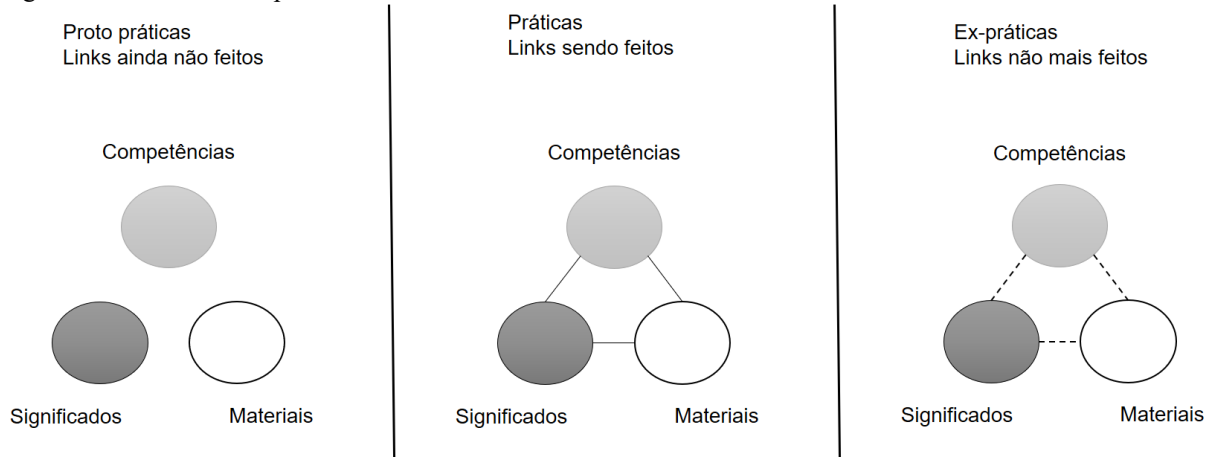 Proto práticas
Links ainda não feitos
Competências
Significados
Materiais
Práticas
Links sendo feitos
Competências
Significados
Materiais
Ex-práticas
Links não mais feitos
Competências
Significados
Materiais